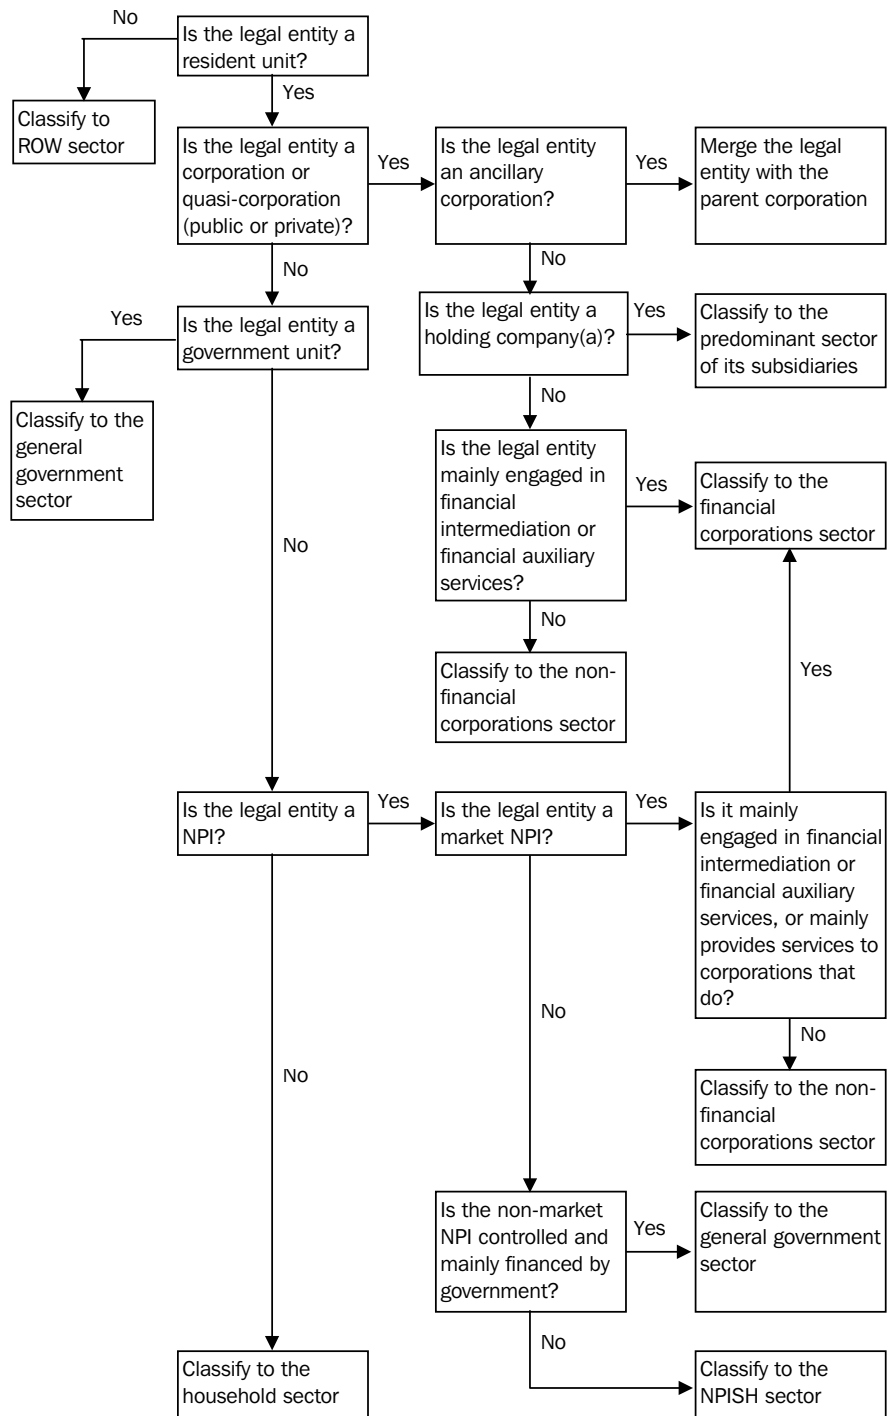 No
Is the legal entity a
resident unit?
Yes
Classify to
ROW sector
Is the legal entity a
corporation or
quasi-corporation
(public or private)?
Yes
Is the legal entity
an ancillary
corporation?
Yes
Merge the legal
entity with the
parent corporation
No
No
Yes
Is the legal entity a
government unit?
Is the legal entity a
holding company(a)?
Yes
Classify to the
predominant sector
of its subsidiaries
No
Classify to the
general
government
sector
Is the legal entity
mainly engaged in
financial
intermediation or
financial auxiliary
services?
Yes
Classify to the
financial
corporations sector
No
No
Classify to the non-
financial
corporations sector
Yes
Is the legal entity a
NPI?
Yes
Is the legal entity a
market NPI?
Yes
Is it mainly
engaged in financial
intermediation or
financial auxiliary
services, or mainly
provides services to
corporations that
do?
No
No
No
Classify to the non-
financial
corporations sector
Is the non-market
NPI controlled and
mainly financed by
government?
Yes
Classify to the
general government
sector
No
Classify to the
household sector
Classify to the
NPISH sector